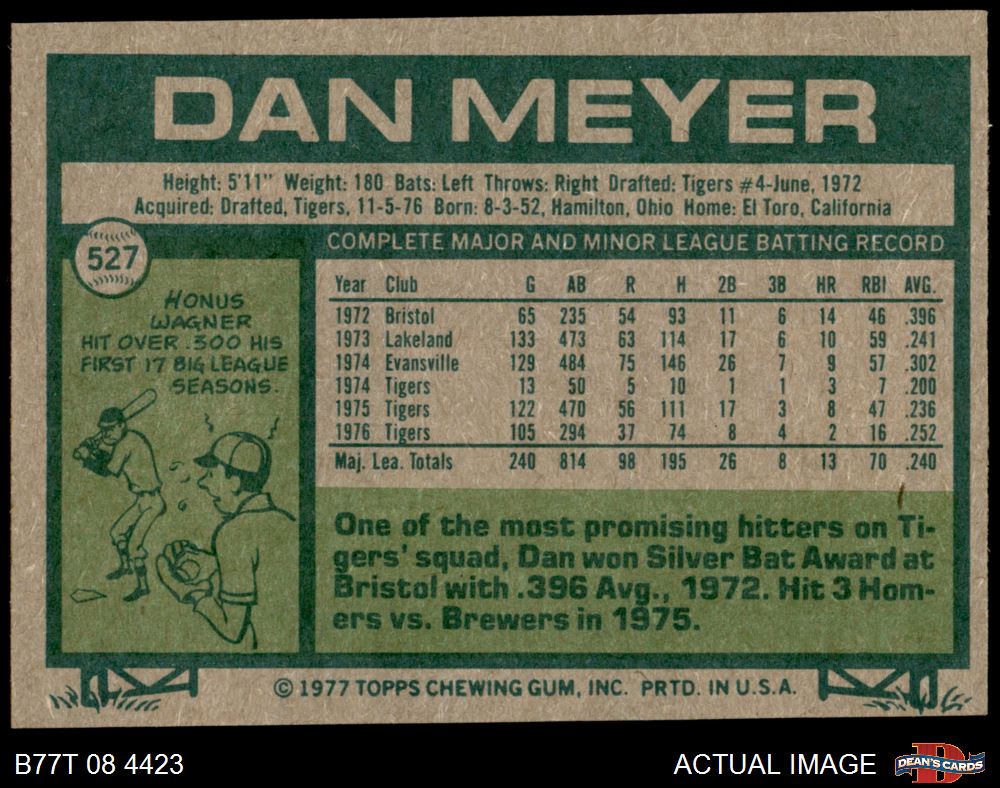 DAN MEYER
Height: 5'11" Weight: 180 Bats: Left Throws: Right Drafted: Tigers #4-June, 1972
Acquired: Drafted, Tigers, 11-5-76 Born: 8-3-52, Hamilton, Ohio Home: El Toro, California
527
HONUS
WAGNER
HIT OVER .300 HIS
FIRST 17 BIG LEAGUE
SEASONS.
COMPLETE MAJOR AND MINOR LEAGUE BATTING RECORD
Year Club G AB R H 2B 3B HR RBI AVG.
1972 Bristol 65 235 54 93 11 6 14 46 .396
1973 Lakeland 133 473 63 114 17 6 10 59 .241
1974 Evansville 129 484 75 146 26 7 9 57 .302
1974 Tigers 13 50 5 10 1 1 3 7 .200
1975 Tigers 122 470 56 111 17 3 8 47 .236
1976 Tigers 105 294 37 74 8 4 2 16 .252
Maj. Lea. Totals 240 814 98 195 26 8 13 70 .240
One of the most promising hitters on Ti-
gers' squad, Dan won Silver Bat Award at
Bristol with .396 Avg., 1972. Hit 3 Hom-
ers vs. Brewers in 1975.
© 1977 TOPPS CHEWING GUM, INC. PRTD. IN U.S.A.
B77T 08 4423
ACTUAL IMAGE
DEAN'S CARDS